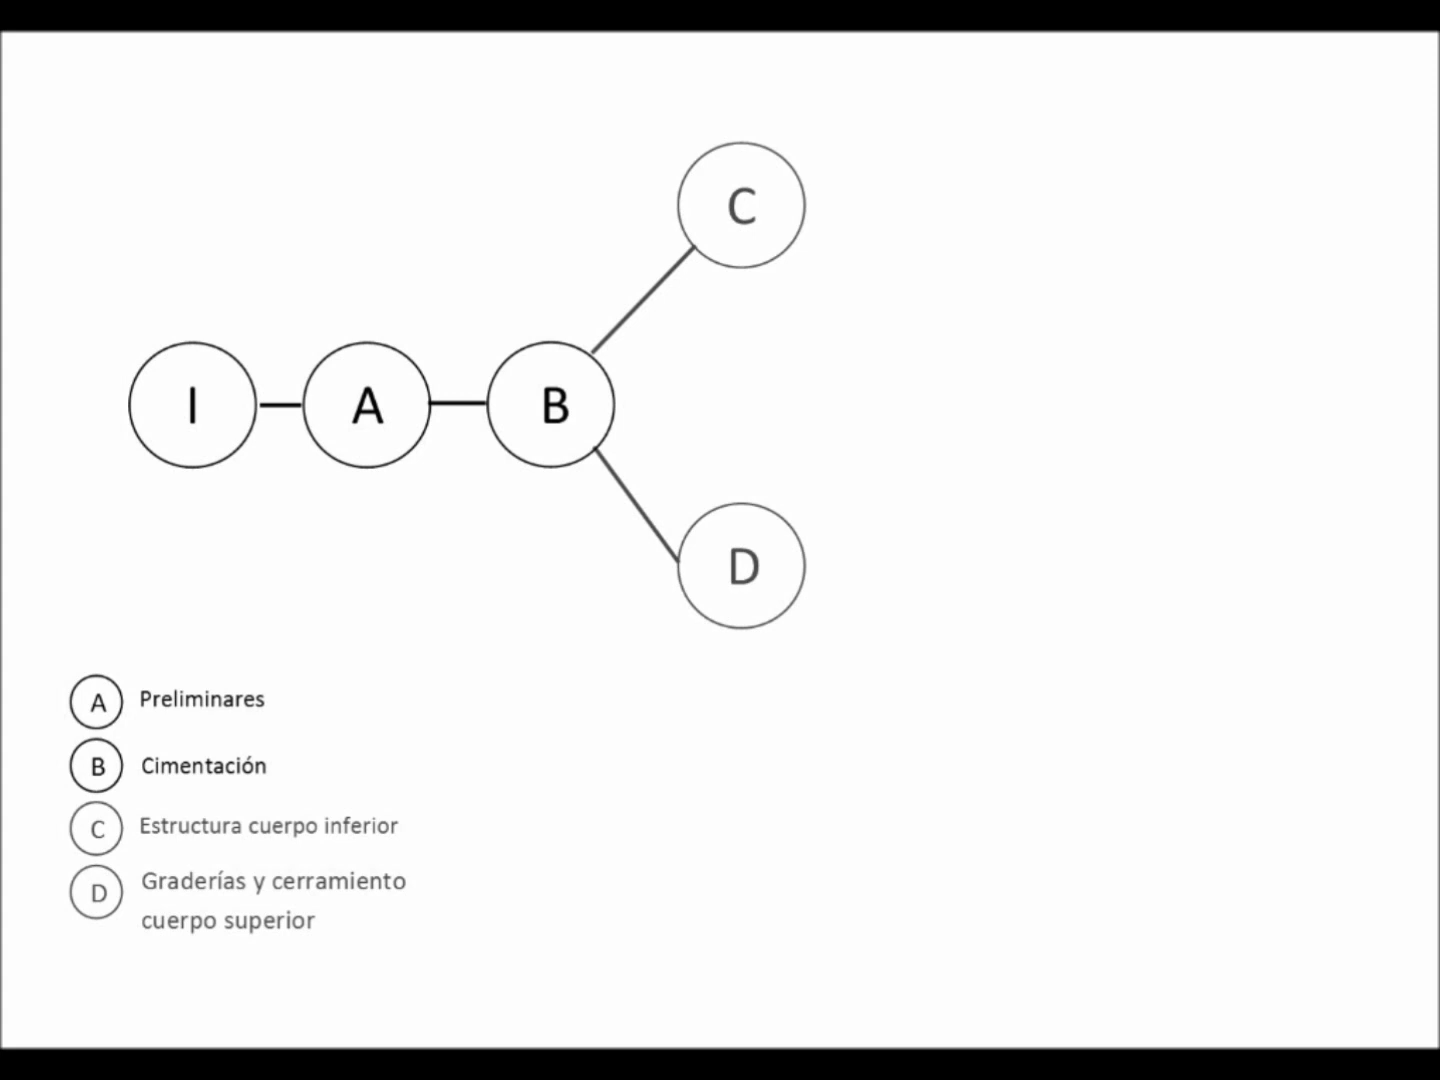 C
I
A
B
D
A Preliminares
B Cimentación
C Estructura cuerpo inferior
D Graderías y cerramiento
cuerpo superior